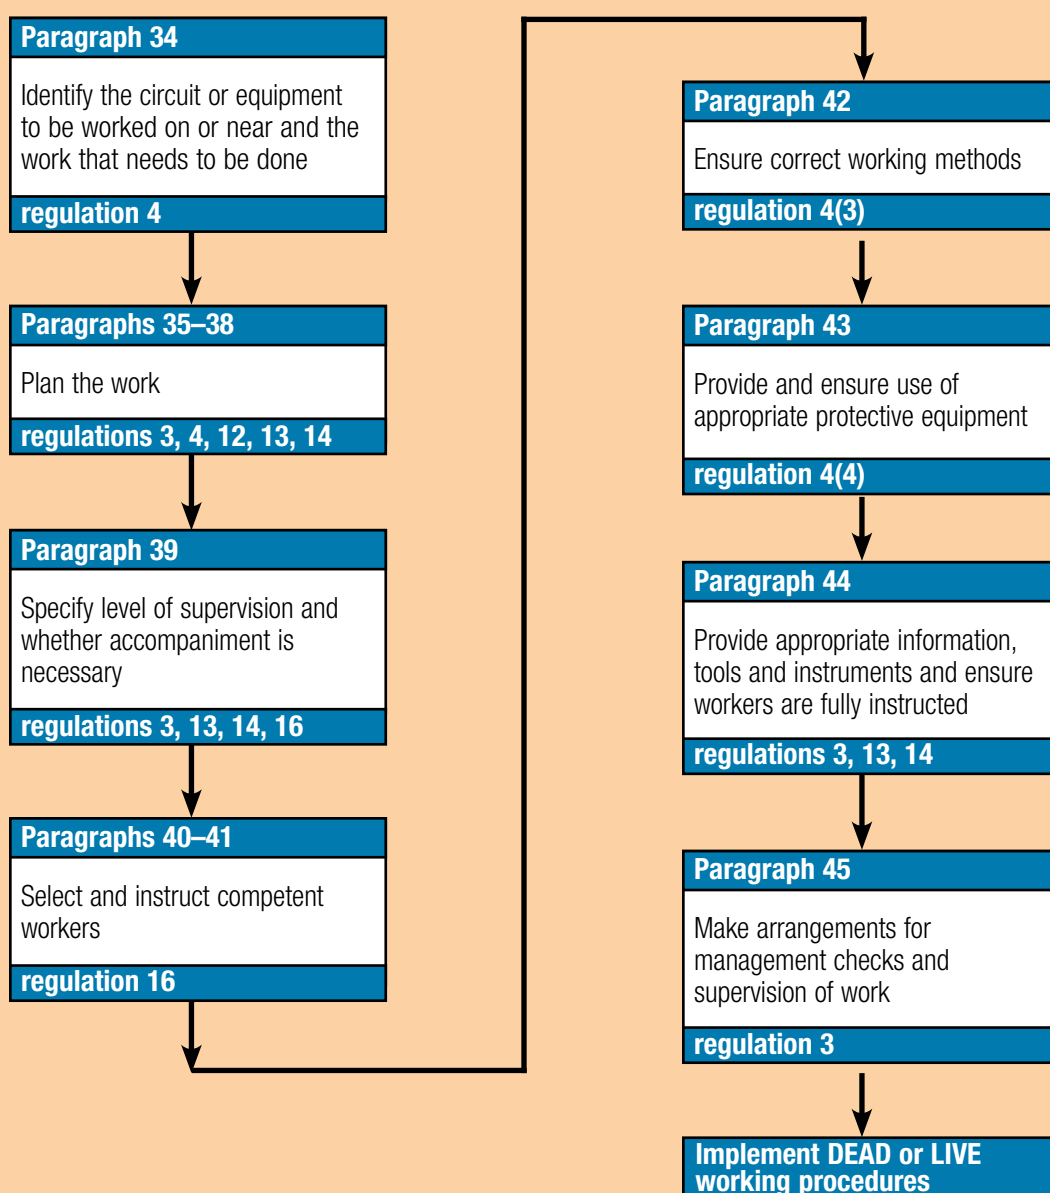 Paragraph 34
Identify the circuit or equipment
to be worked on or near and the
work that needs to be done
regulation 4
Paragraphs 35–38
Plan the work
regulations 3, 4, 12, 13, 14
Paragraph 39
Specify level of supervision and
whether accompaniment is
necessary
regulations 3, 13, 14, 16
Paragraphs 40–41
Select and instruct competent
workers
regulation 16
Paragraph 42
Ensure correct working methods
regulation 4(3)
Paragraph 43
Provide and ensure use of
appropriate protective equipment
regulation 4(4)
Paragraph 44
Provide appropriate information,
tools and instruments and ensure
workers are fully instructed
regulations 3, 13, 14
Paragraph 45
Make arrangements for
management checks and
supervision of work
regulation 3
Implement DEAD or LIVE
working procedures